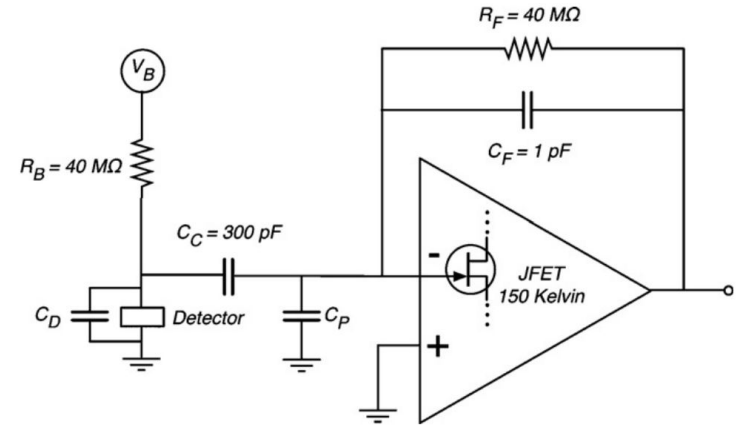 R_F = 40 MΩ
V_B
C_F = 1 pF
R_B = 40 MΩ
C_C = 300 pF
-
JFET
150 Kelvin
C_D
Detector
C_P
+